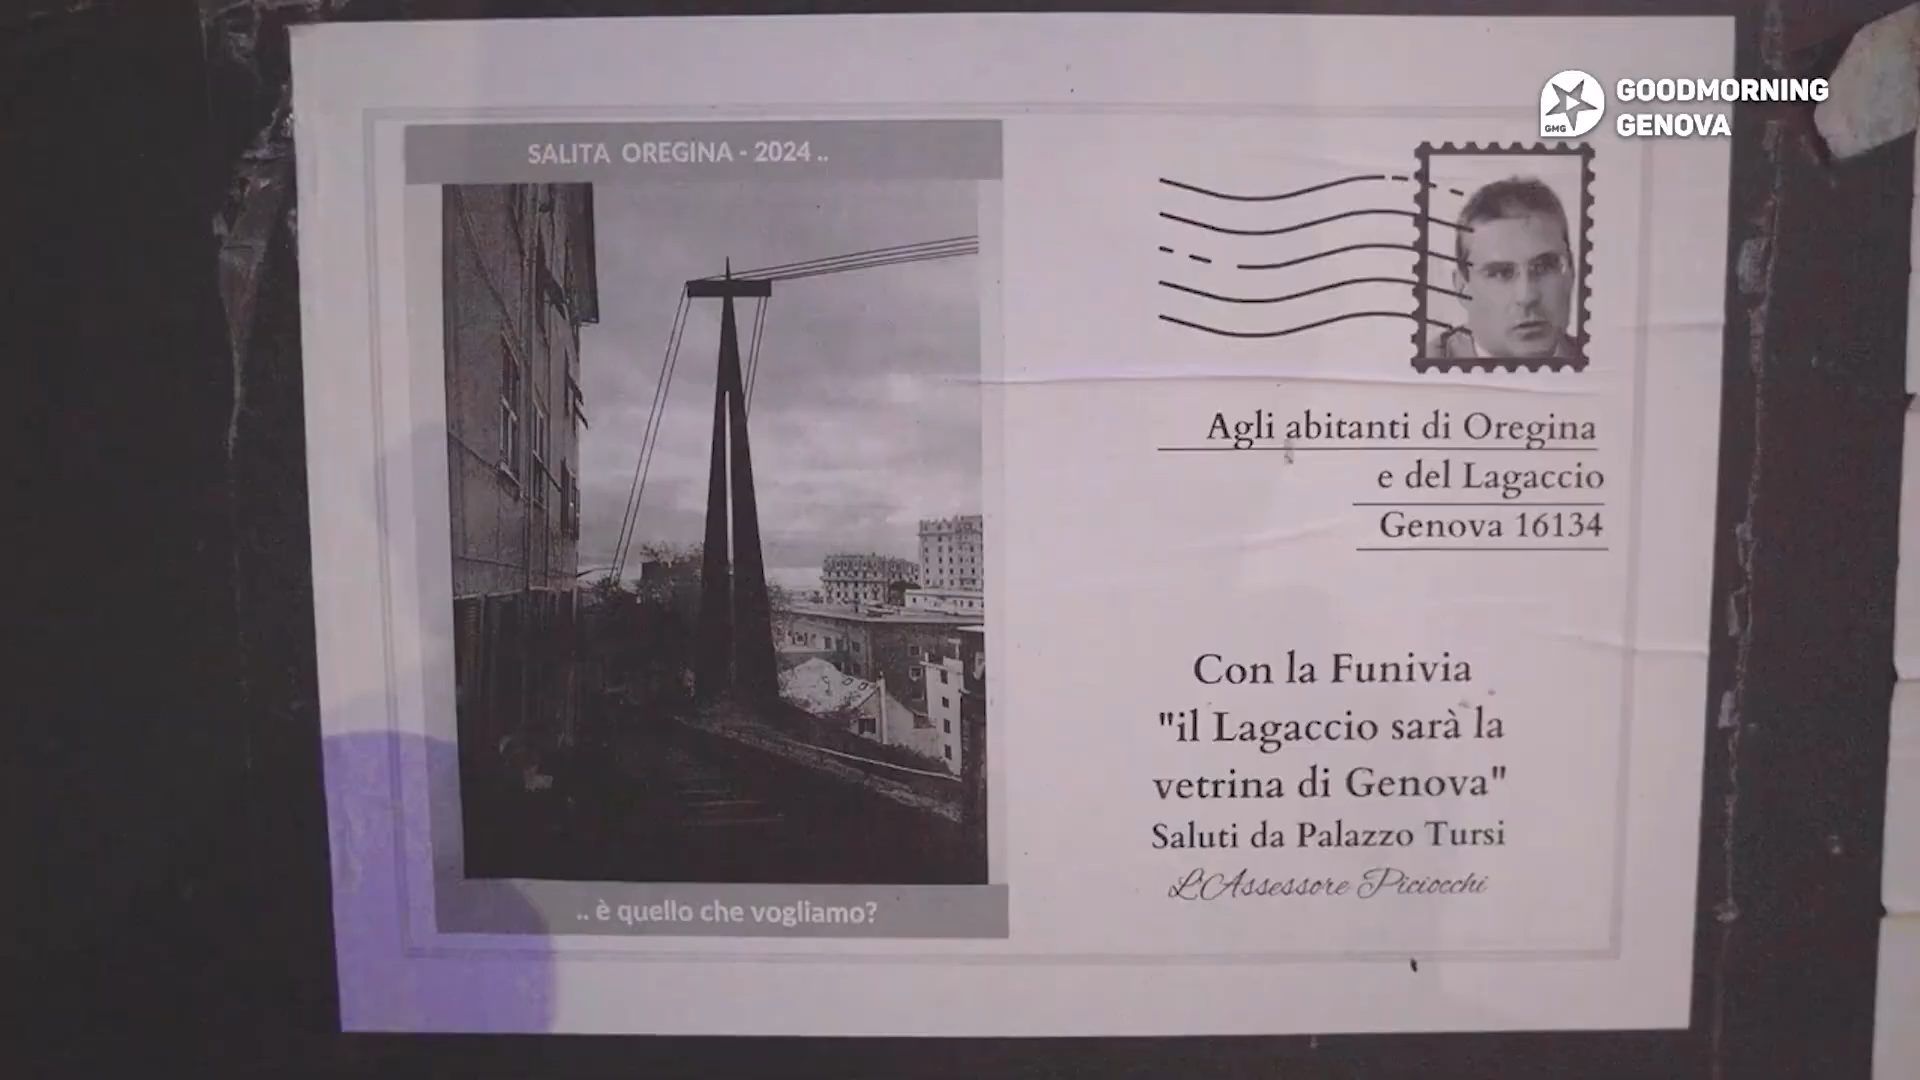 GOODMORNING
GENOVA
GMG
SALITA OREGINA - 2024 ..
.. è quello che vogliamo?
Agli abitanti di Oregina
e del Lagaccio
Genova 16134
Con la Funivia
"il Lagaccio sarà la
vetrina di Genova"
Saluti da Palazzo Tursi
L'Assessore Piciocchi